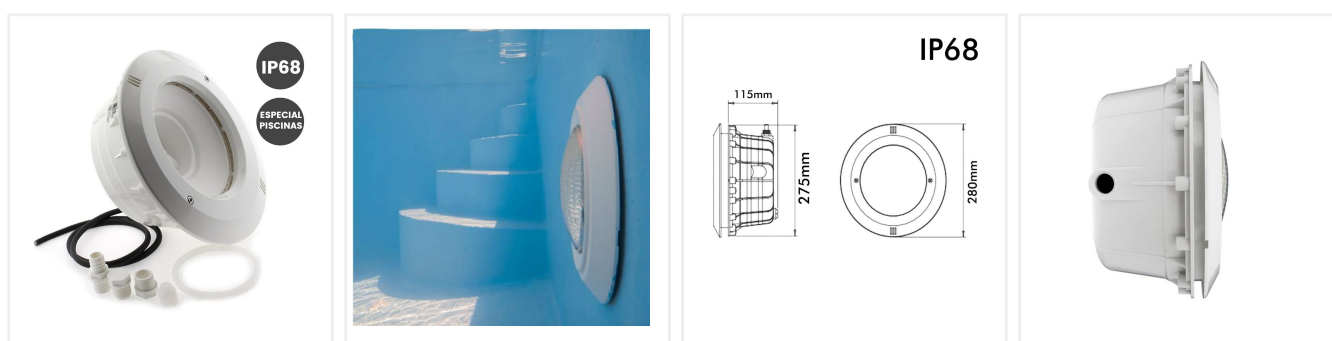 IP68
ESPECIAL
PISCINAS
IP68
115mm
275mm
280mm